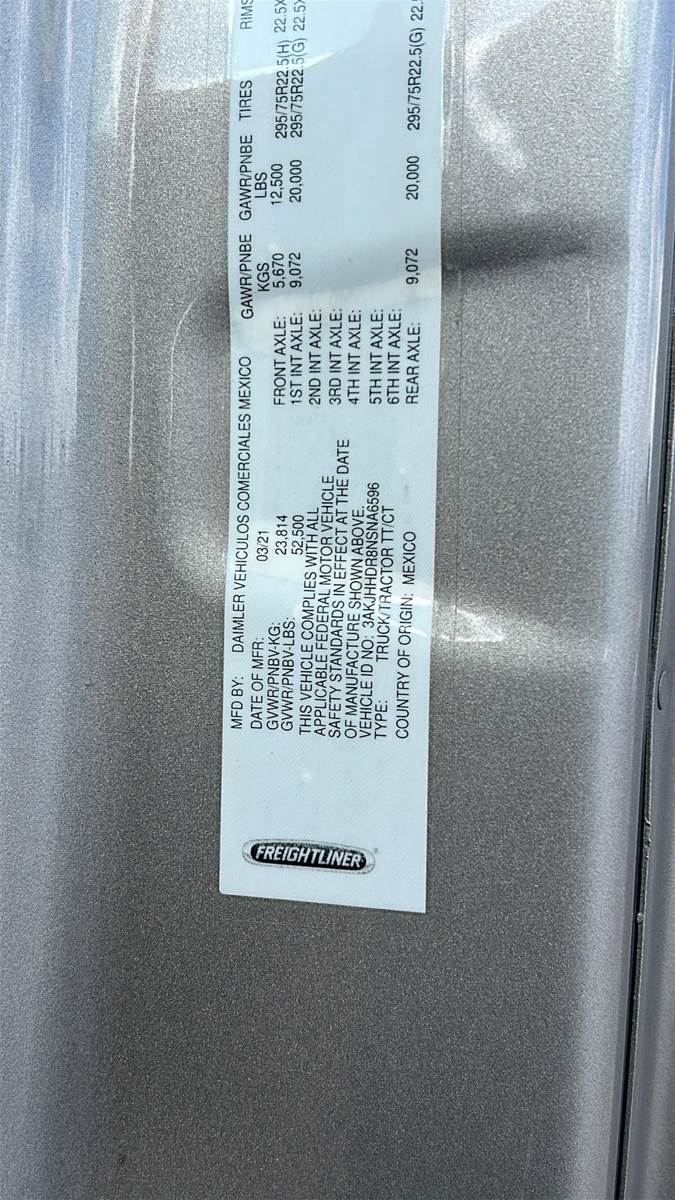 FREIGHTLINER
MFD BY: DAIMLER VEHICULOS COMERCIALES MEXICO
DATE OF MFR: 03/21
GVWR/PNBV-KG: 23,814
GVWR/PNBV-LBS: 52,500
THIS VEHICLE COMPLIES WITH ALL
APPLICABLE FEDERAL MOTOR VEHICLE
SAFETY STANDARDS IN EFFECT AT THE DATE
OF MANUFACTURE SHOWN ABOVE.
VEHICLE ID NO: 3AKJHHDR8NSNA6596
TYPE: TRUCK/TRACTOR TT/CT
COUNTRY OF ORIGIN: MEXICO
GAWR/PNBE GAWR/PNBE TIRES RIMS
KGS LBS
FRONT AXLE: 5,670 12,500 295/75R22.5(H) 22.5X
1ST INT AXLE: 9,072 20,000 295/75R22.5(G) 22.5X
2ND INT AXLE:
3RD INT AXLE:
4TH INT AXLE:
5TH INT AXLE:
6TH INT AXLE:
REAR AXLE: 9,072 20,000 295/75R22.5(G) 22.5